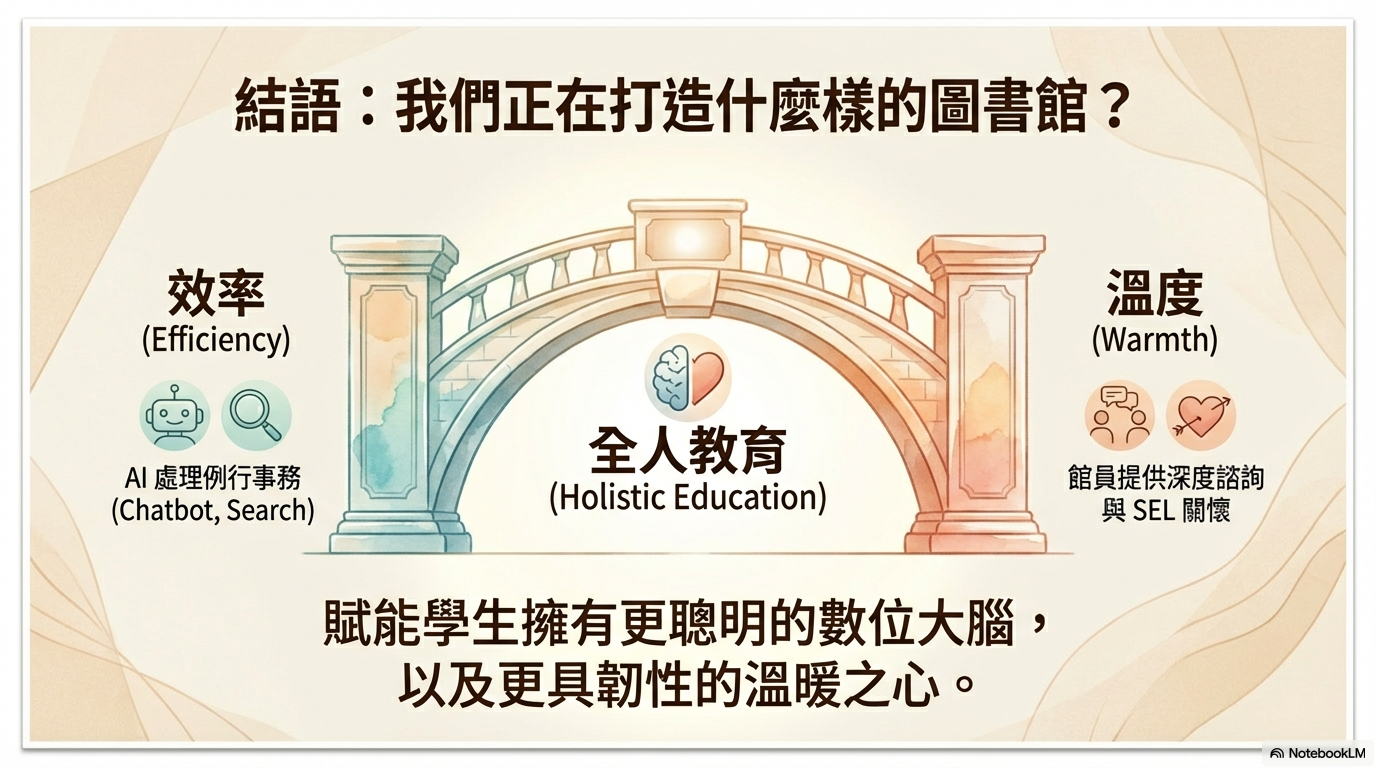 結語：我們正在打造什麼樣的圖書館？
效率
(Efficiency)
AI 處理例行事務
(Chatbot, Search)
全人教育
(Holistic Education)
溫度
(Warmth)
館員提供深度諮詢
與 SEL 關懷
賦能學生擁有更聰明的數位大腦，
以及更具韌性的溫暖之心。
NotebookLM